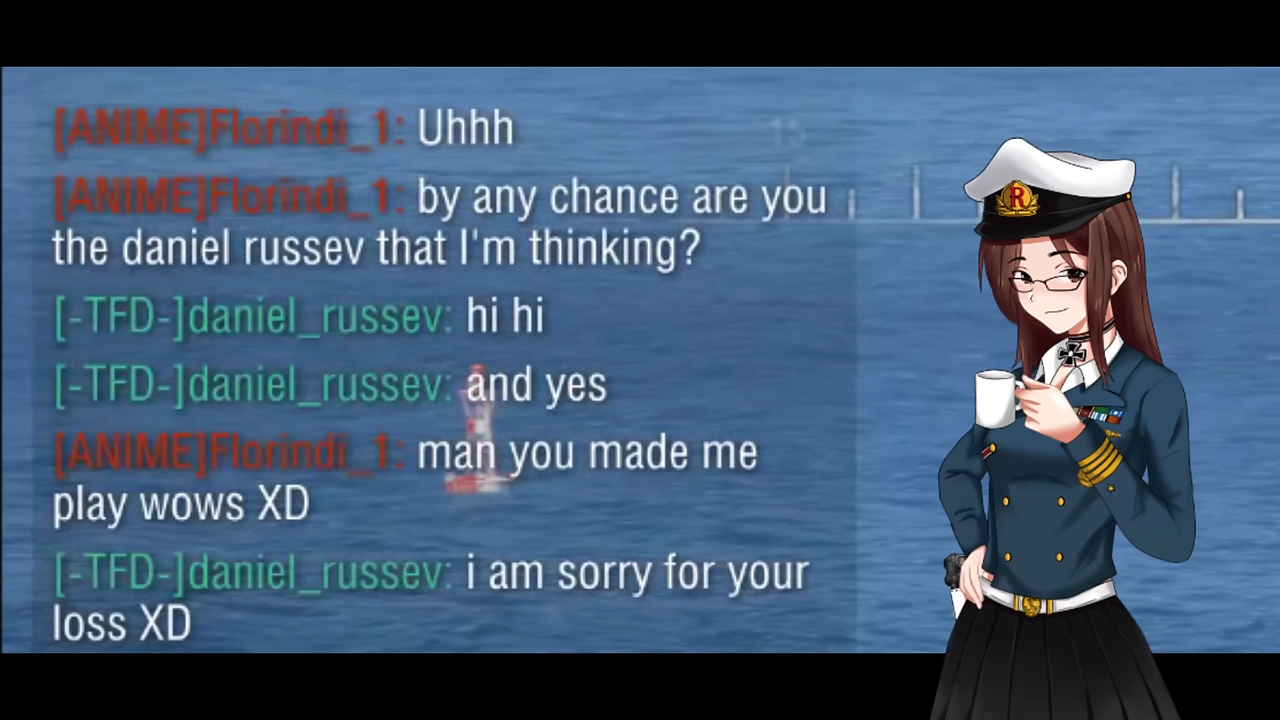 [ANIME]Florindi_1: Uhhh
[ANIME]Florindi_1: by any chance are you
the daniel russev that I'm thinking?
[-TFD-]daniel_russev: hi hi
[-TFD-]daniel_russev: and yes
[ANIME]Florindi_1: man you made me
play wows XD
[-TFD-]daniel_russev: i am sorry for your
loss XD
15
R